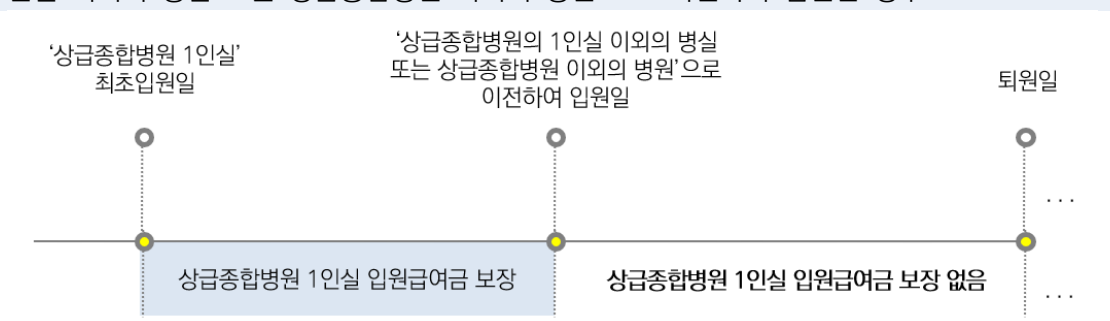 '상급종합병원 1인실'
최초입원일
'상급종합병원의 1인실 이외의 병실
또는 상급종합병원 이외의 병원'으로
이전하여 입원일
퇴원일
...
상급종합병원 1인실 입원급여금 보장
상급종합병원 1인실 입원급여금 보장 없음
...